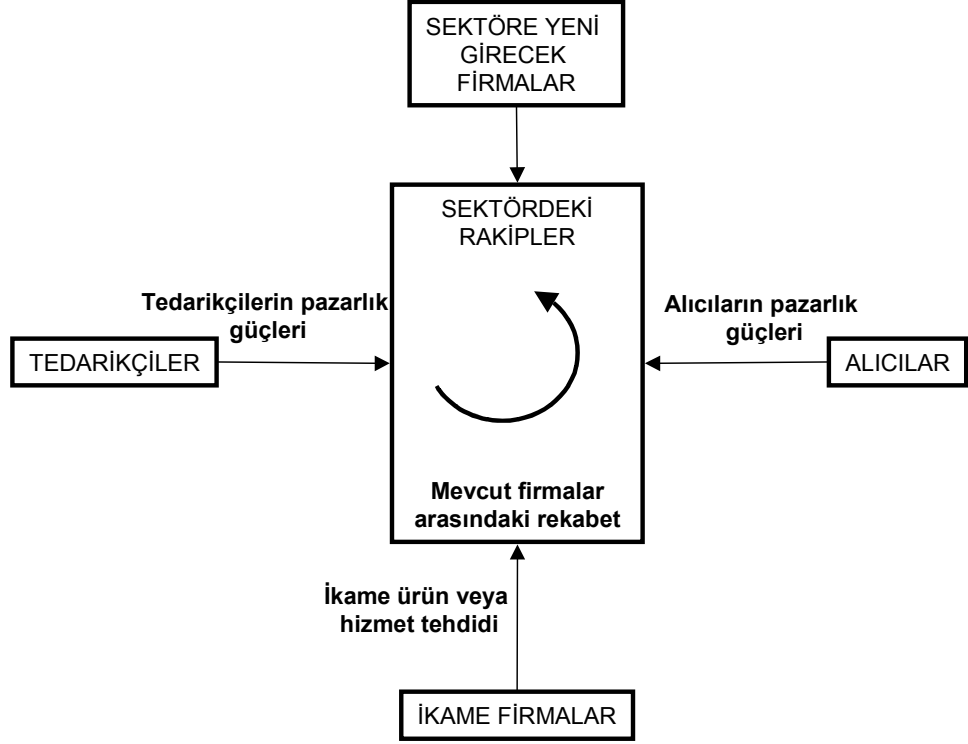 SEKTÖRE YENİ
GİRECEK
FİRMALAR
SEKTÖRDEKİ
RAKİPLER
Tedarikçilerin pazarlık
güçleri
TEDARİKÇİLER
Alıcıların pazarlık
güçleri
ALICILAR
Mevcut firmalar
arasındaki rekabet
İkame ürün veya
hizmet tehdidi
İKAME FİRMALAR